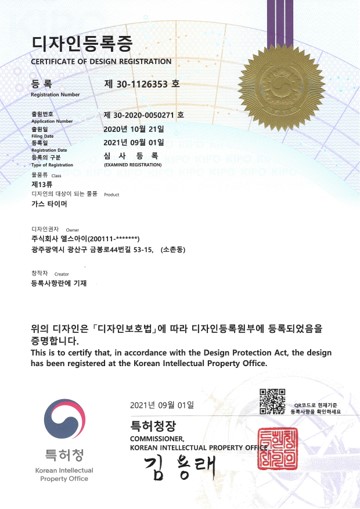 디자인등록증
CERTIFICATE OF DESIGN REGISTRATION
등 록 제 30-1126353 호
Registration Number
출원번호 제 30-2020-0050271 호
Application Number
출원일 2020년 10월 21일
Filing Date
등록일 2021년 09월 01일
Registration Date
등록의 구분 심 사 등 록
Type of Registration (EXAMINED REGISTRATION)
물품류 Class
제13류
디자인의 대상이 되는 물품 Product
가스 타이머
디자인권자 Owner
주식회사 엘스아이(200111-*******)
광주광역시 광산구 금봉로44번길 53-15, (소촌동)
창작자 Creator
등록사항란에 기재
위의 디자인은 「디자인보호법」에 따라 디자인등록원부에 등록되었음을
증명합니다.
This is to certify that, in accordance with the Design Protection Act, the design
has been registered at the Korean Intellectual Property Office.
2021년 09월 01일
QR코드로 현재기준
등록사항을 확인하세요
특허청장
COMMISSIONER,
KOREAN INTELLECTUAL PROPERTY OFFICE
김용래
특허청
Korean Intellectual
Property Office